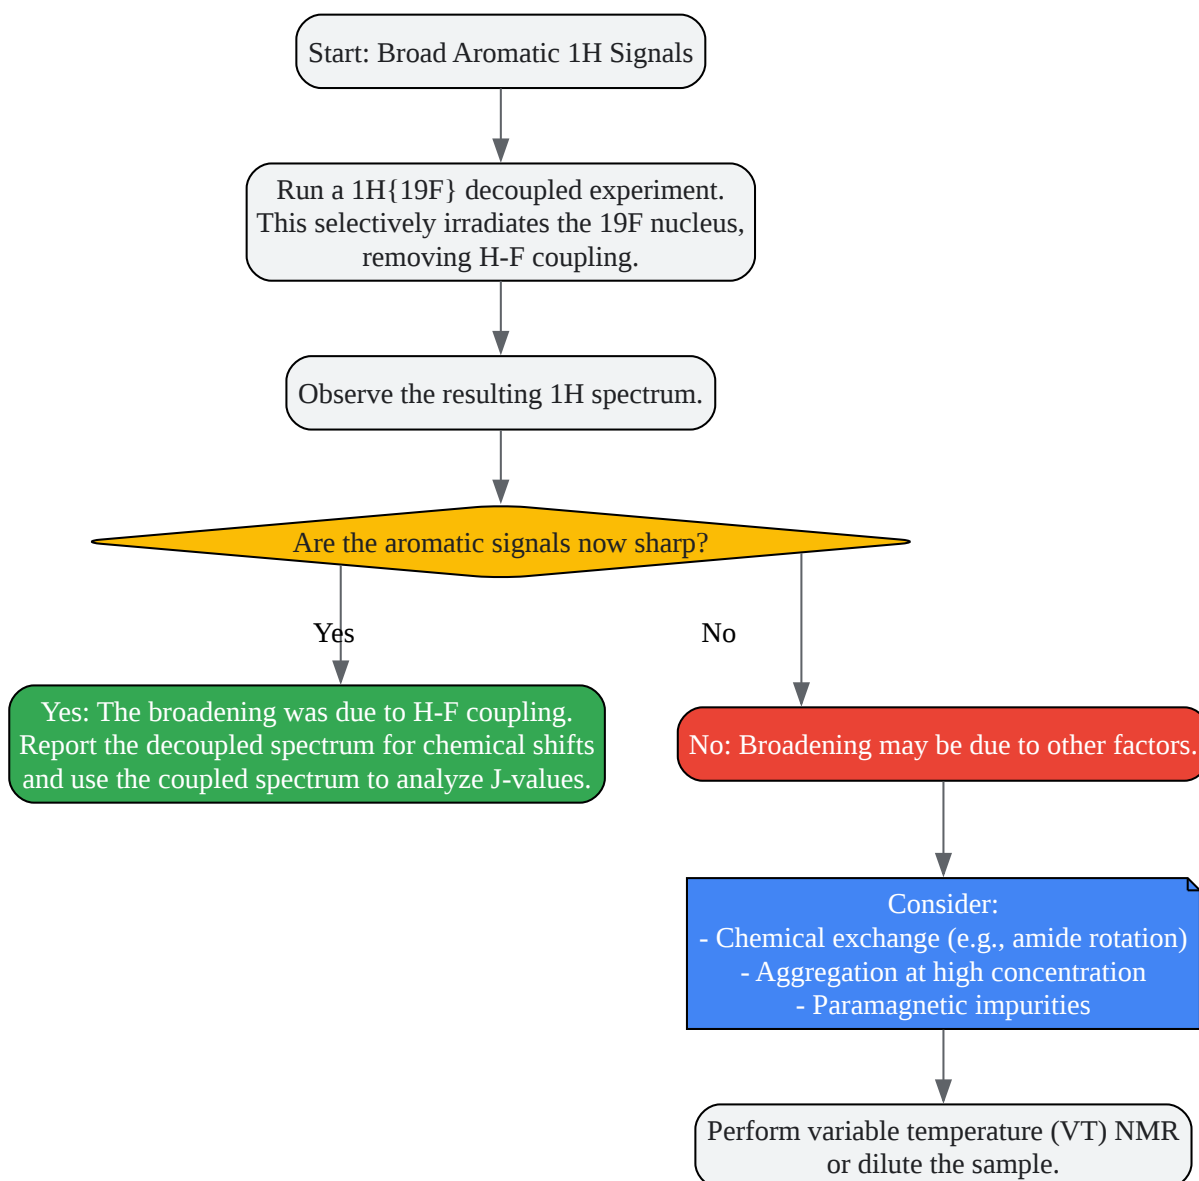 Start: Broad Aromatic 1H Signals
Run a 1H{19F} decoupled experiment.
This selectively irradiates the 19F nucleus,
removing H-F coupling.
Observe the resulting 1H spectrum.
Are the aromatic signals now sharp?
Yes
No
Yes: The broadening was due to H-F coupling.
Report the decoupled spectrum for chemical shifts
and use the coupled spectrum to analyze J-values.
No: Broadening may be due to other factors.
Consider:
- Chemical exchange (e.g., amide rotation)
- Aggregation at high concentration
- Paramagnetic impurities
Perform variable temperature (VT) NMR
or dilute the sample.